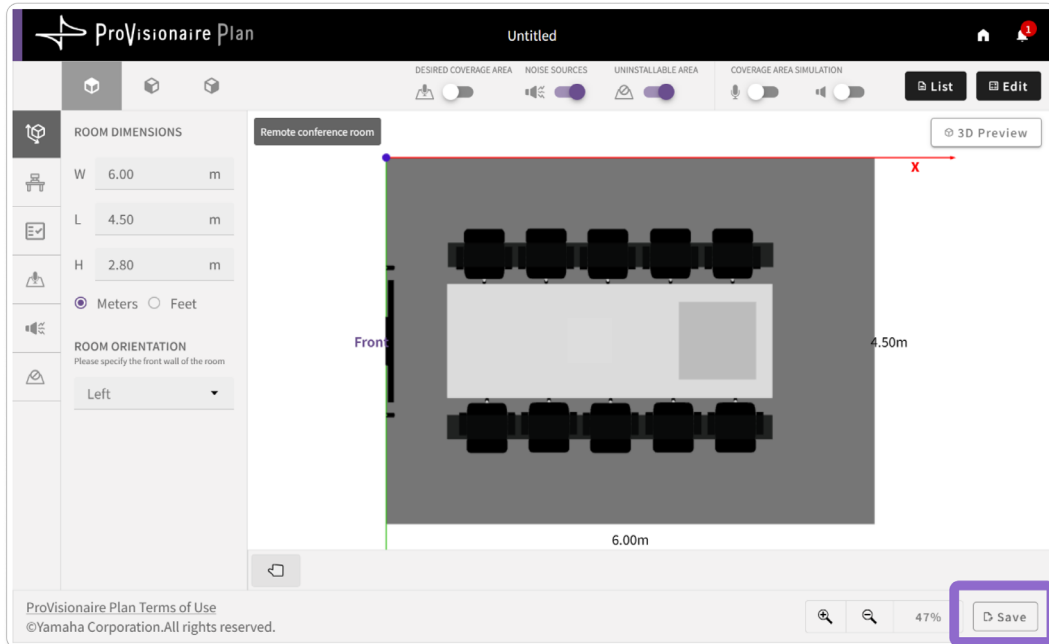 ProVisionaire Plan
Untitled
1
DESIRED COVERAGE AREA
NOISE SOURCES
UNINSTALLABLE AREA
COVERAGE AREA SIMULATION
List
Edit
ROOM DIMENSIONS
W 6.00 m
L 4.50 m
H 2.80 m
Meters Feet
ROOM ORIENTATION
Please specify the front wall of the room
Left
Remote conference room
3D Preview
X
Front
4.50m
6.00m
ProVisionaire Plan Terms of Use
©Yamaha Corporation.All rights reserved.
47%
Save